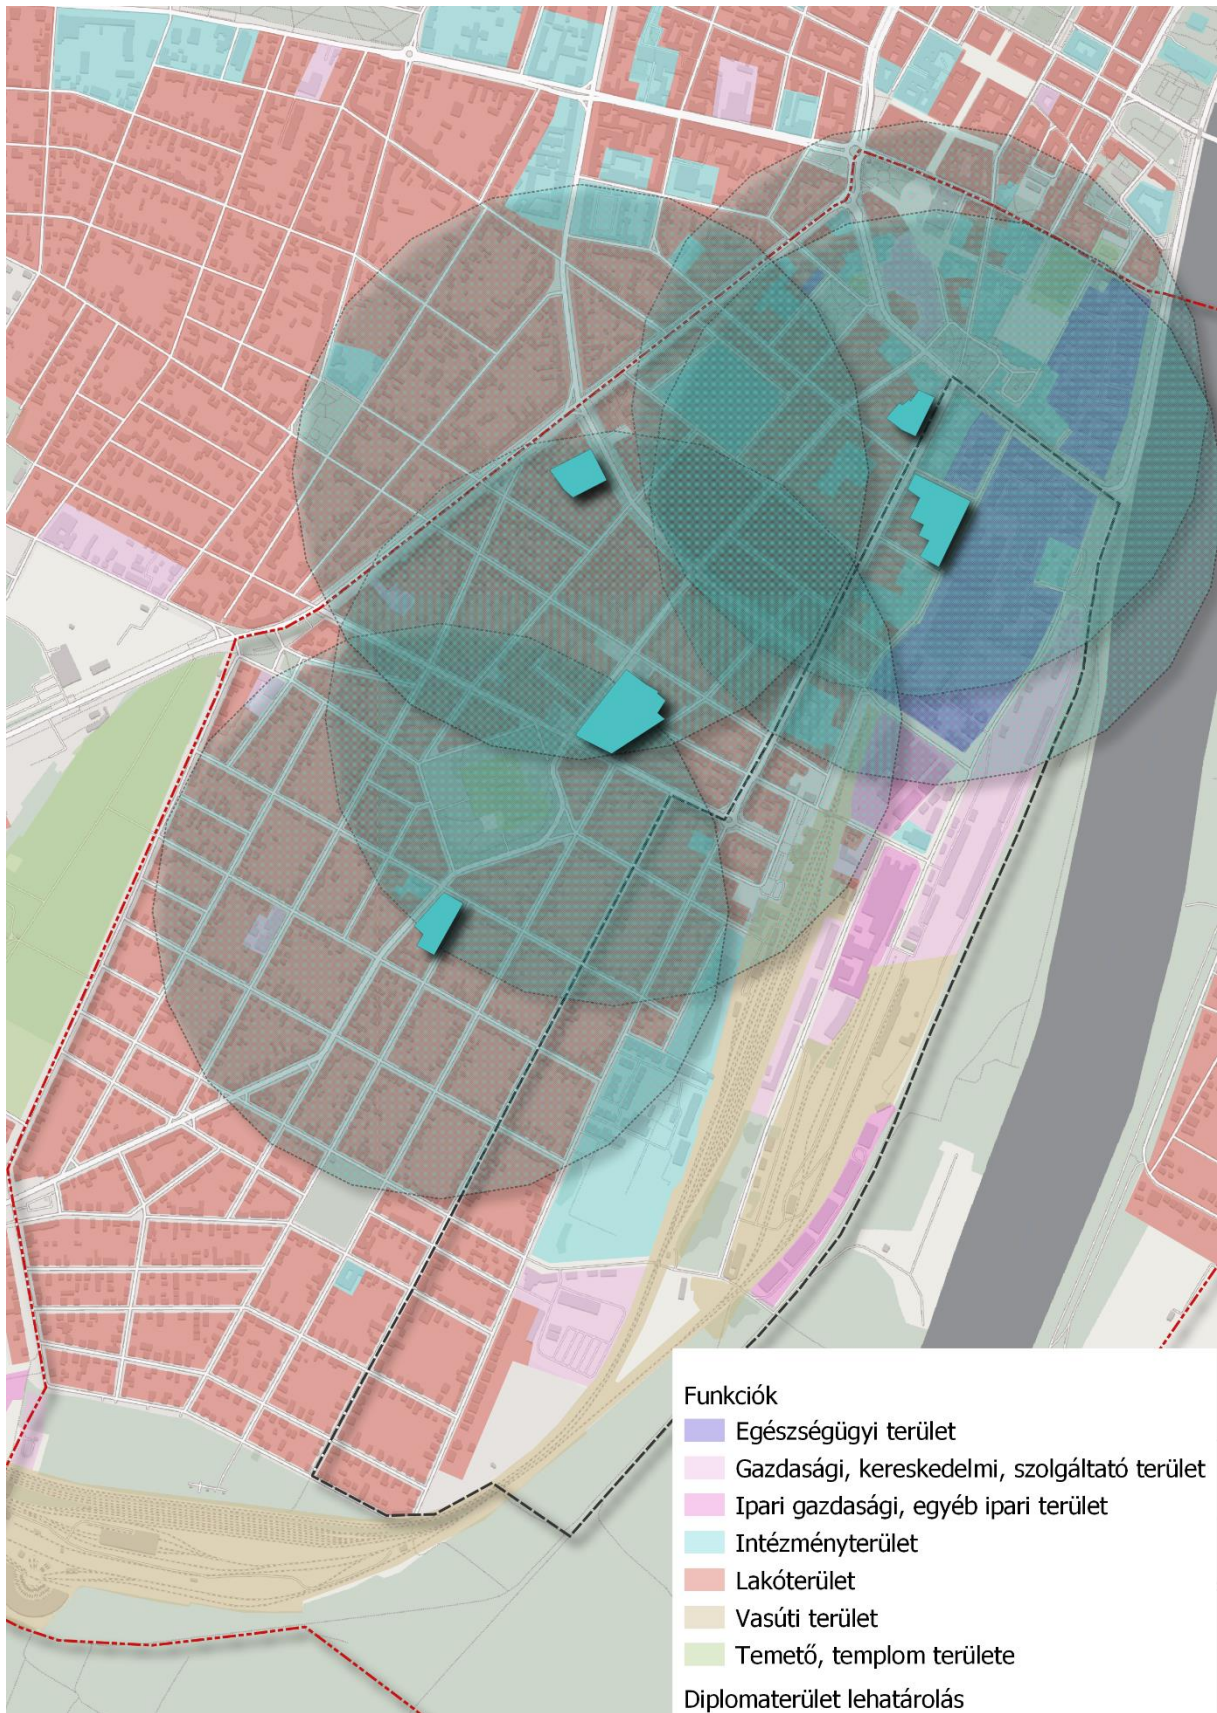 Funkciók
Egészségügyi terület
Gazdasági, kereskedelmi, szolgáltató terület
Ipari gazdasági, egyéb ipari terület
Intézményterület
Lakóterület
Vasúti terület
Temető, templom területe
Diplomaterület lehatárolás